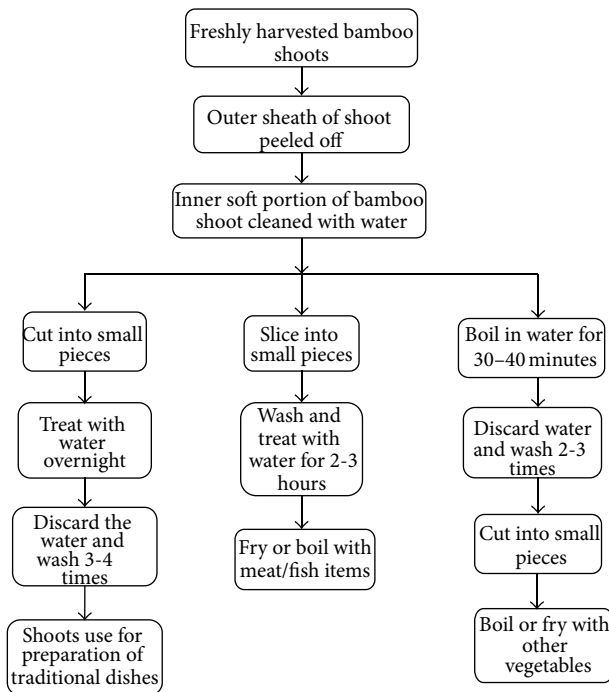 Freshly harvested bamboo
shoots
Outer sheath of shoot
peeled off
Inner soft portion of bamboo
shoot cleaned with water
Cut into small
pieces
Treat with
water
overnight
Discard the
water and
wash 3-4
times
Shoots use for
preparation of
traditional dishes
Slice into
small pieces
Wash and
treat with
water for 2-3
hours
Fry or boil with
meat/fish items
Boil in water for
30–40 minutes
Discard water
and wash 2-3
times
Cut into small
pieces
Boil or fry with
other
vegetables